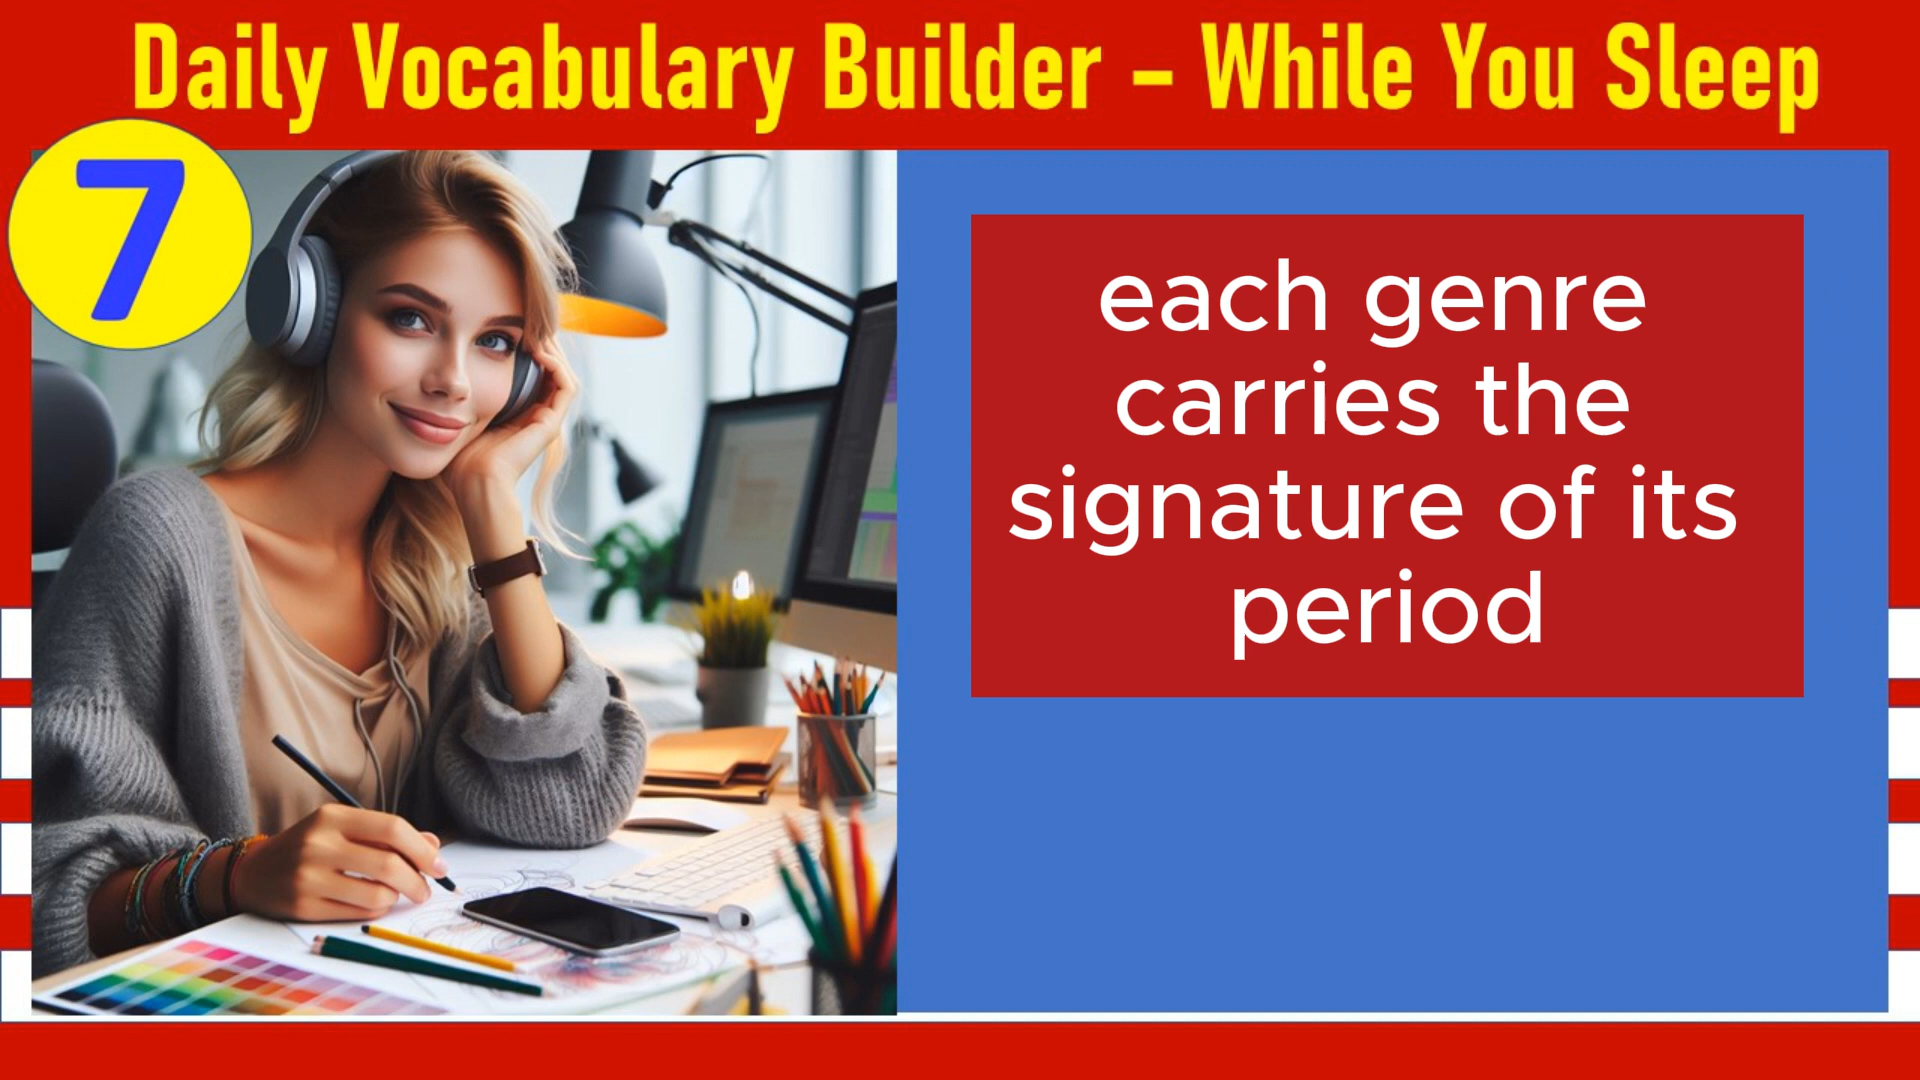 Daily Vocabulary Builder – While You Sleep
7
each genre
carries the
signature of its
period